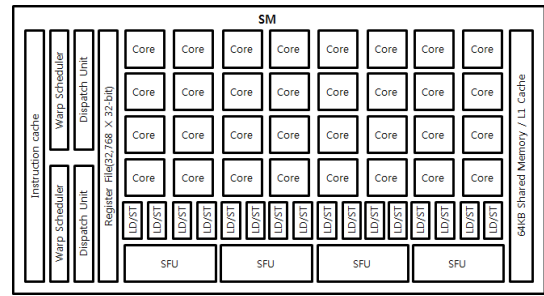 SM
Instruction cache
Warp Scheduler
Dispatch Unit
Warp Scheduler
Dispatch Unit
Register File(32,768 X 32-bit)
Core Core Core Core Core Core Core Core
Core Core Core Core Core Core Core Core
Core Core Core Core Core Core Core Core
Core Core Core Core Core Core Core Core
LD/ST LD/ST LD/ST LD/ST LD/ST LD/ST LD/ST LD/ST LD/ST LD/ST LD/ST LD/ST LD/ST LD/ST LD/ST LD/ST
SFU SFU SFU SFU
64KB Shared Memory / L1 Cache